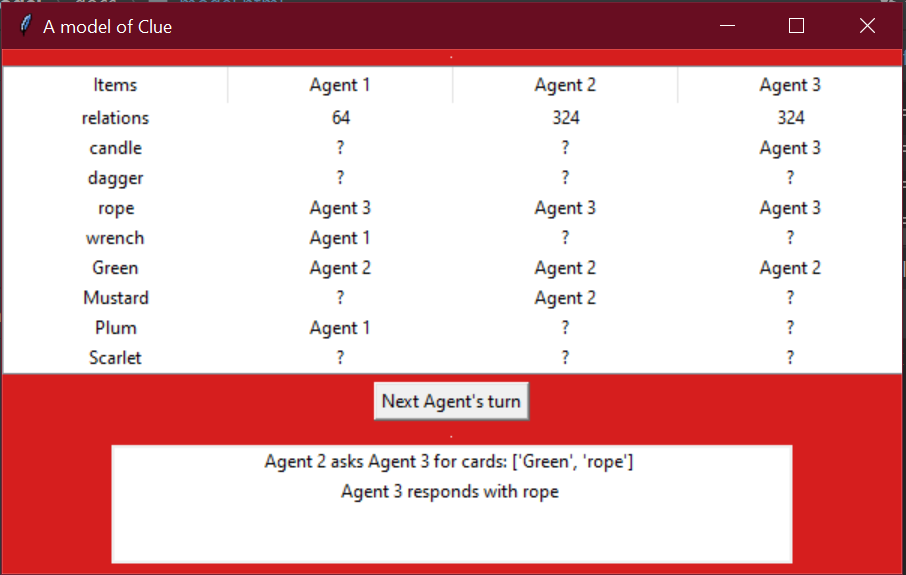 A model of Clue
Items Agent 1 Agent 2 Agent 3
relations 64 324 324
candle ? ? Agent 3
dagger ? ? ?
rope Agent 3 Agent 3 Agent 3
wrench Agent 1 ? ?
Green Agent 2 Agent 2 Agent 2
Mustard ? Agent 2 ?
Plum Agent 1 ? ?
Scarlet ? ? ?
Next Agent's turn
Agent 2 asks Agent 3 for cards: ['Green', 'rope']
Agent 3 responds with rope